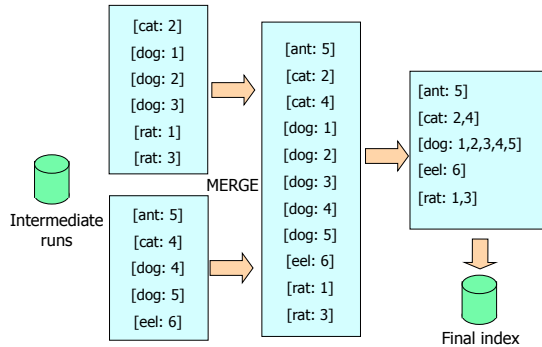 [cat: 2]
[dog: 1]
[dog: 2]
[dog: 3]
[rat: 1]
[rat: 3]
Intermediate
runs
[ant: 5]
[cat: 4]
[dog: 4]
[dog: 5]
[eel: 6]
MERGE
[ant: 5]
[cat: 2]
[cat: 4]
[dog: 1]
[dog: 2]
[dog: 3]
[dog: 4]
[dog: 5]
[eel: 6]
[rat: 1]
[rat: 3]
[ant: 5]
[cat: 2,4]
[dog: 1,2,3,4,5]
[eel: 6]
[rat: 1,3]
Final index